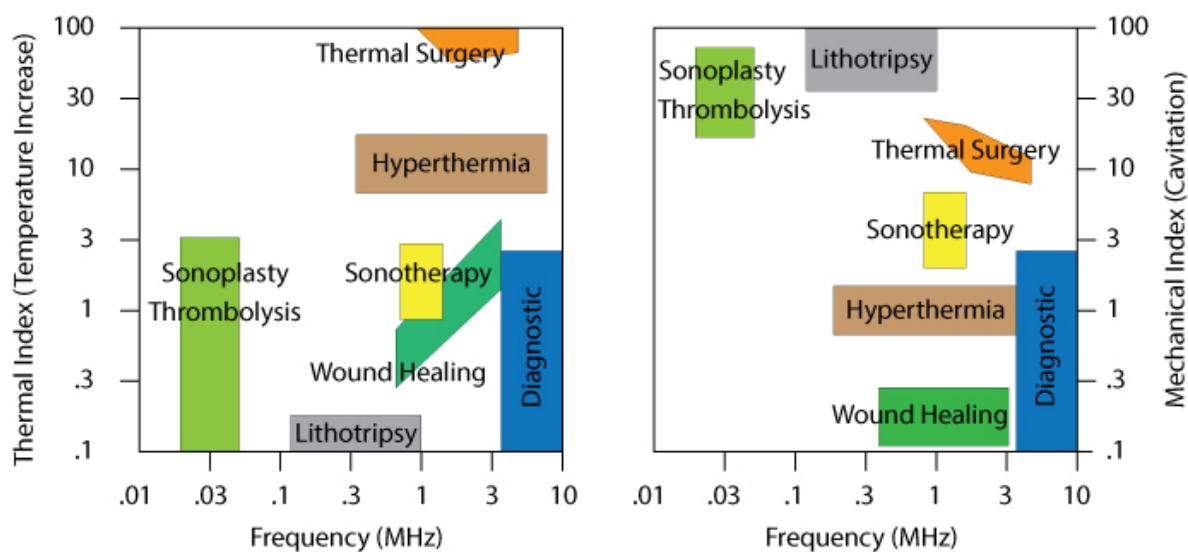 Thermal Index (Temperature Increase)
100
30
10
3
1
.3
.1
Thermal Surgery
Hyperthermia
Sonoplasty
Thrombolysis
Sonotherapy
Wound Healing
Lithotripsy
Diagnostic
.01 .03 .1 .3 1 3 10
Frequency (MHz)
Sonoplasty
Thrombolysis
Lithotripsy
Thermal Surgery
Sonotherapy
Hyperthermia
Wound Healing
Diagnostic
100
30
10
3
1
.3
.1
Mechanical Index (Cavitation)
.01 .03 .1 .3 1 3 10
Frequency (MHz)